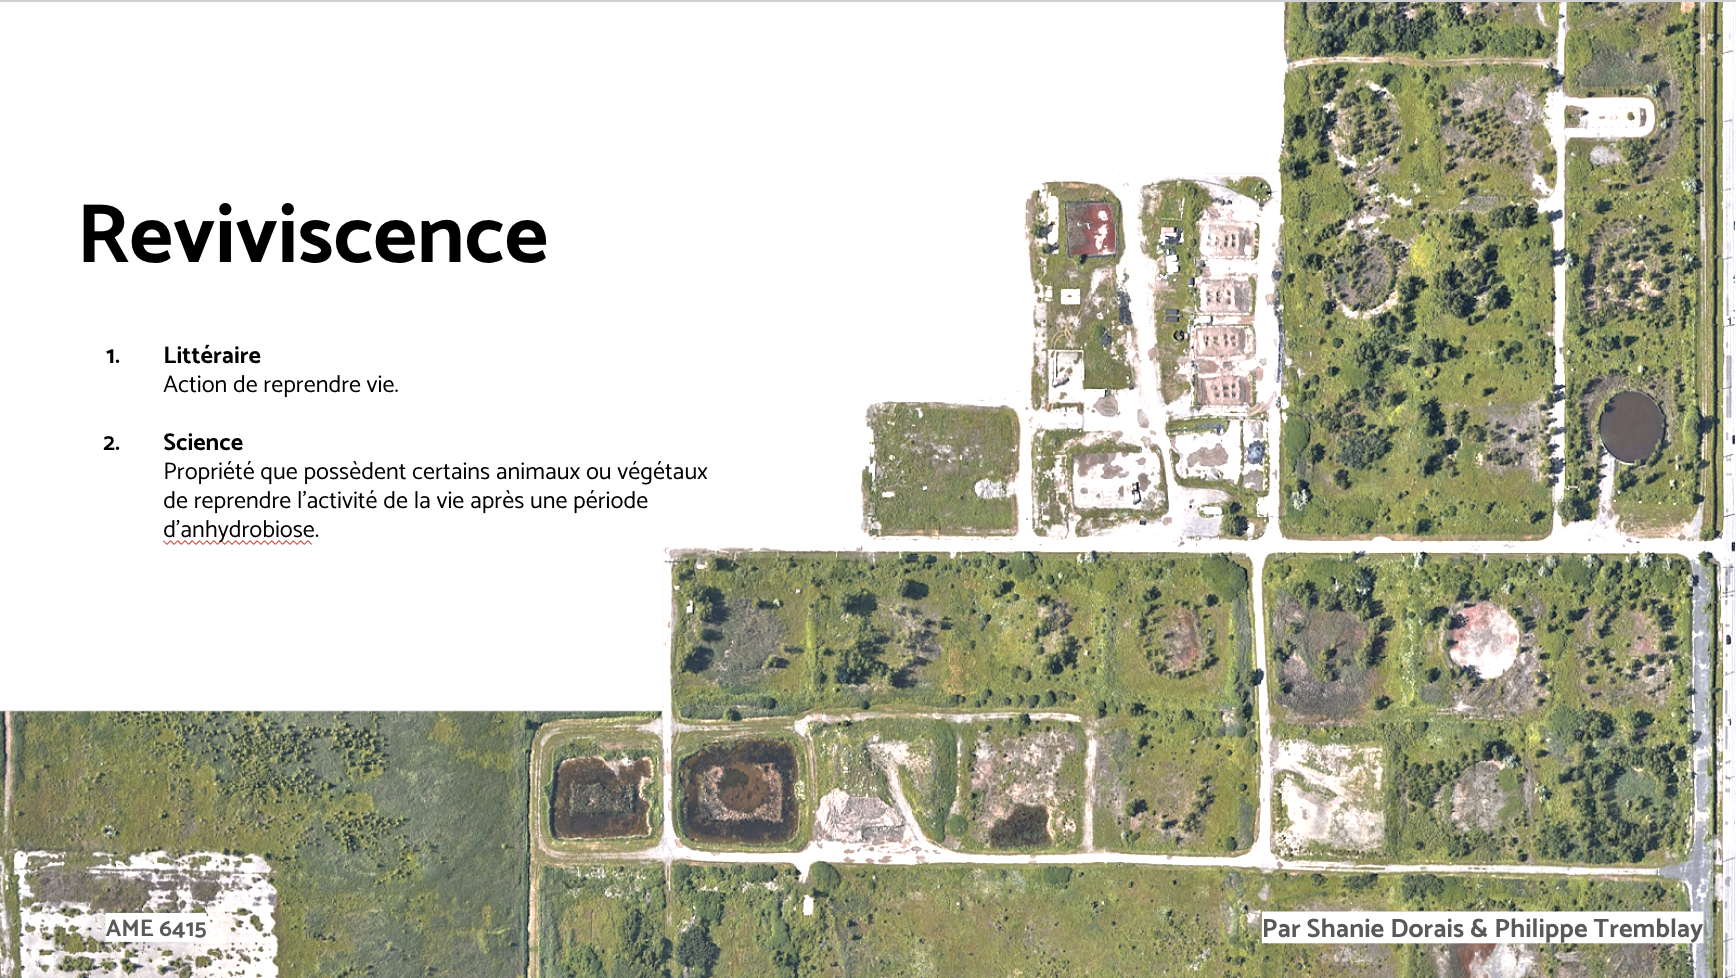 Reviviscence
1. Littéraire
Action de reprendre vie.
2. Science
Propriété que possèdent certains animaux ou végétaux
de reprendre l'activité de la vie après une période
d'anhydrobiose.
AME 6415
Par Shanie Dorais & Philippe Tremblay